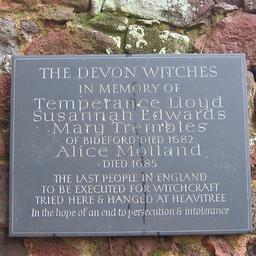 THE DEVON WITCHES
IN MEMORY OF
Temperance Lloyd
Susannah Edwards
Mary Trembles
OF BIDEFORD DIED 1682
Alice Molland
· DIED 1685
THE LAST PEOPLE IN ENGLAND
TO BE EXECUTED FOR WITCHCRAFT
TRIED HERE & HANGED AT HEAVITREE
In the hope of an end to persecution & intolerance